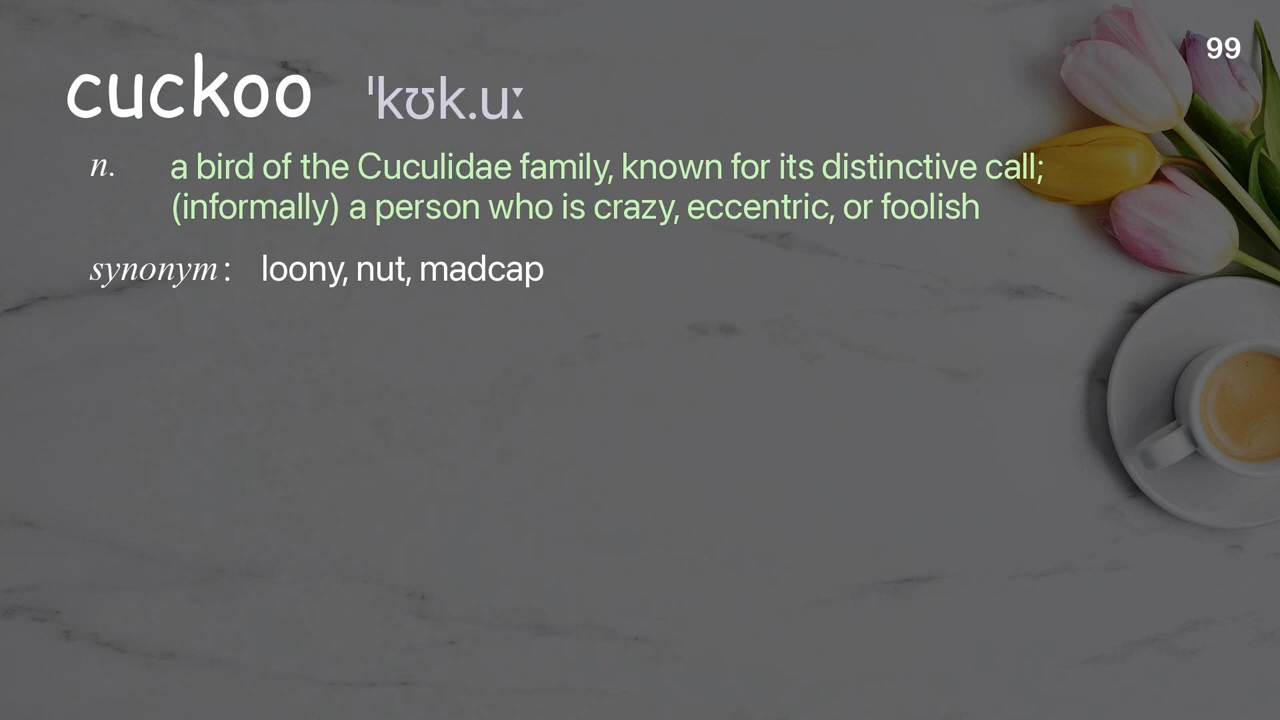 99
cuckoo ˈkʊk.uː
n. a bird of the Cuculidae family, known for its distinctive call;
(informally) a person who is crazy, eccentric, or foolish
synonym : loony, nut, madcap